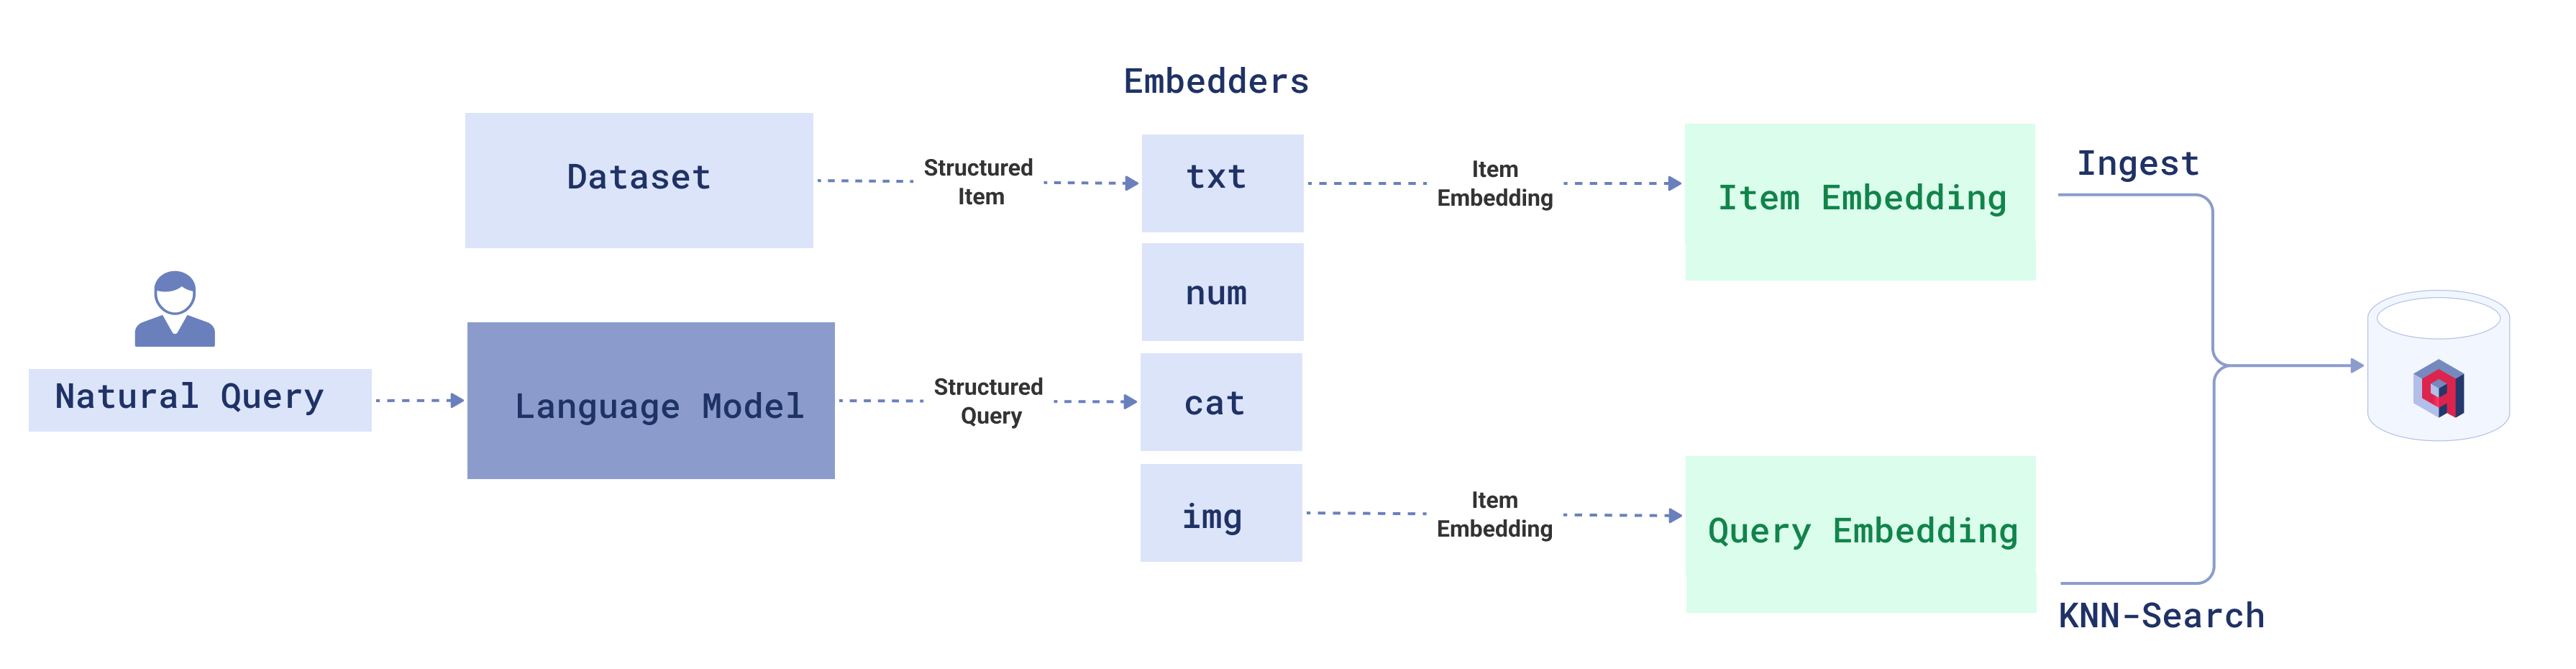 Embedders
Dataset
Structured
Item
txt
Item
Embedding
Item Embedding
Ingest
num
Natural Query
Language Model
Structured
Query
cat
img
Item
Embedding
Query Embedding
KNN-Search